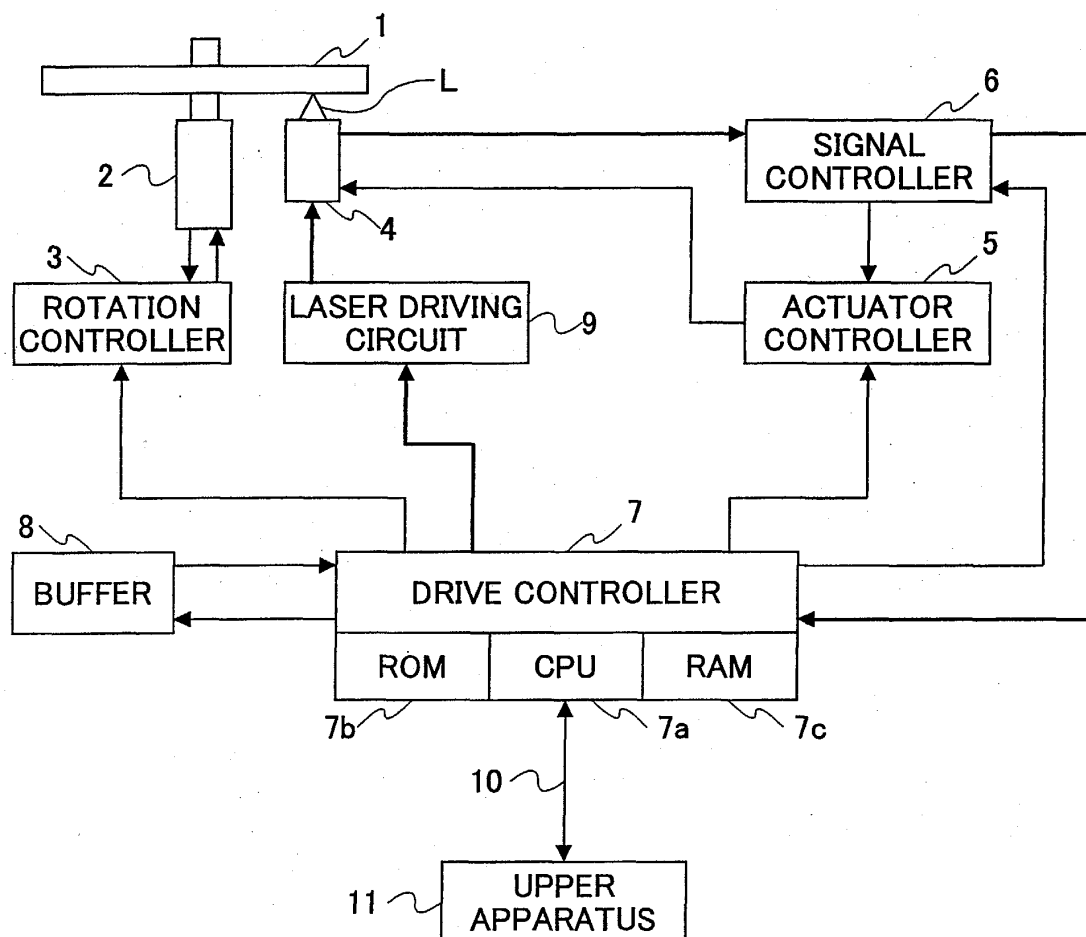 1
L
6
SIGNAL
CONTROLLER
2
4
3
ROTATION
CONTROLLER
LASER DRIVING
CIRCUIT
9
5
ACTUATOR
CONTROLLER
8
BUFFER
7
DRIVE CONTROLLER
ROM
CPU
RAM
7b
7a
7c
10
11
UPPER
APPARATUS